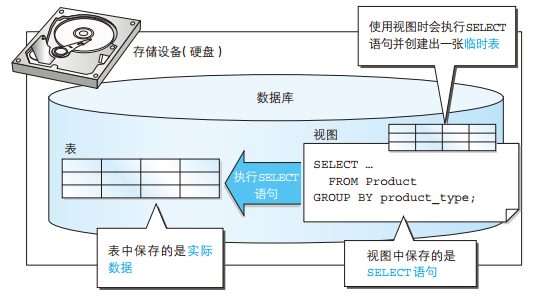 存储设备(硬盘)
使用视图时会执行SELECT
语句并创建出一张临时表
数据库
表
视图
执行SELECT
语句
SELECT …
FROM Product
GROUP BY product_type;
表中保存的是实际
数据
视图中保存的是
SELECT语句